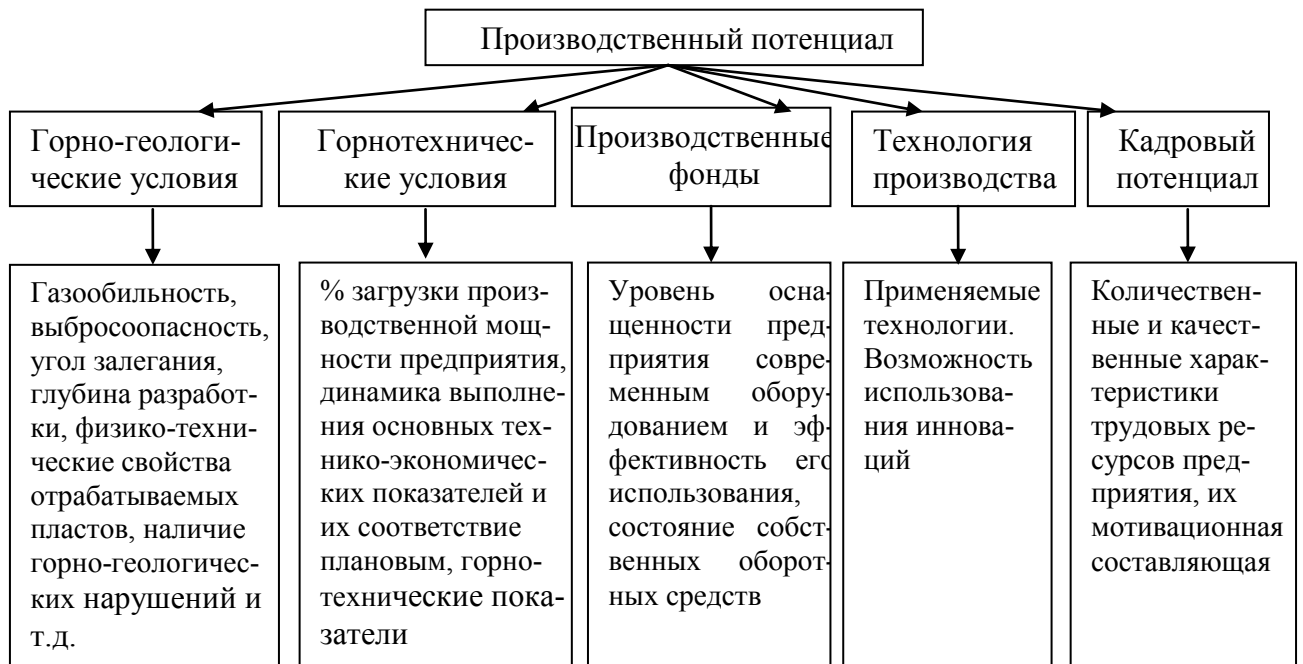 Производственный потенциал
Горно-геологи-
ческие условия
Горнотехничес-
кие условия
Производственные
фонды
Технология
производства
Кадровый
потенциал
Газообильность,
выбросоопасность,
угол залегания,
глубина разработ-
ки, физико-техни-
ческие свойства
отрабатываемых
пластов, наличие
горно-геологичес-
ких нарушений и
т.д.
% загрузки произ-
водственной мощ-
ности предприятия,
динамика выполне-
ния основных тех-
нико-экономичес-
ких показателей и
их соответствие
плановым, горно-
технические пока-
затели
Уровень осна-
щенности пред-
приятия совре-
менным обору-
дованием и эф-
фективность его
использования,
состояние собст-
венных оборот-
ных средств
Применяемые
технологии.
Возможность
использова-
ния иннова-
ций
Количествен-
ные и качест-
венные харак-
теристики
трудовых ре-
сурсов пред-
приятия, их
мотивационная
составляющая